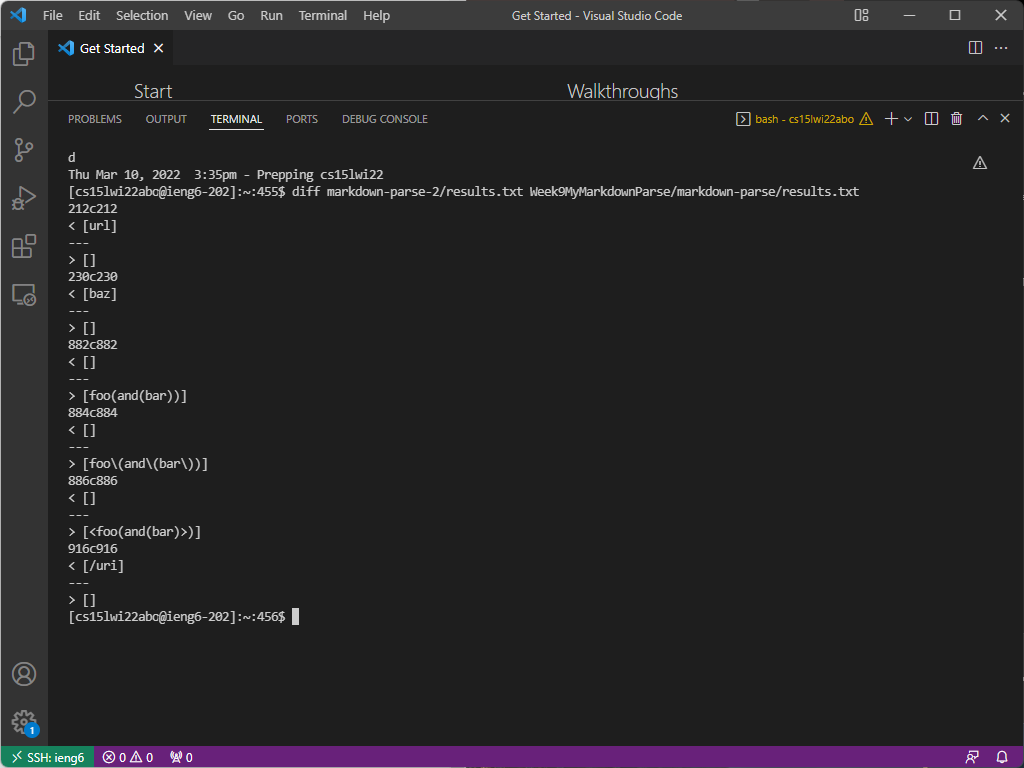 File Edit Selection View Go Run Terminal Help Get Started - Visual Studio Code
Get Started
Start Walkthroughs
PROBLEMS OUTPUT TERMINAL PORTS DEBUG CONSOLE bash - cs15lwi22abo
d
Thu Mar 10, 2022  3:35pm - Prepping cs15lwi22
[cs15lwi22abo@ieng6-202]:~:455$ diff markdown-parse-2/results.txt Week9MyMarkdownParse/markdown-parse/results.txt
212c212
< [url]
---
> []
230c230
< [baz]
---
> []
882c882
< []
---
> [foo(and(bar))]
884c884
< []
---
> [foo\(and\(bar\))]
886c886
< []
---
> [<foo(and(bar)>)]
916c916
< [/uri]
---
> []
[cs15lwi22abo@ieng6-202]:~:456$
1
SSH: ieng6 0 0 0